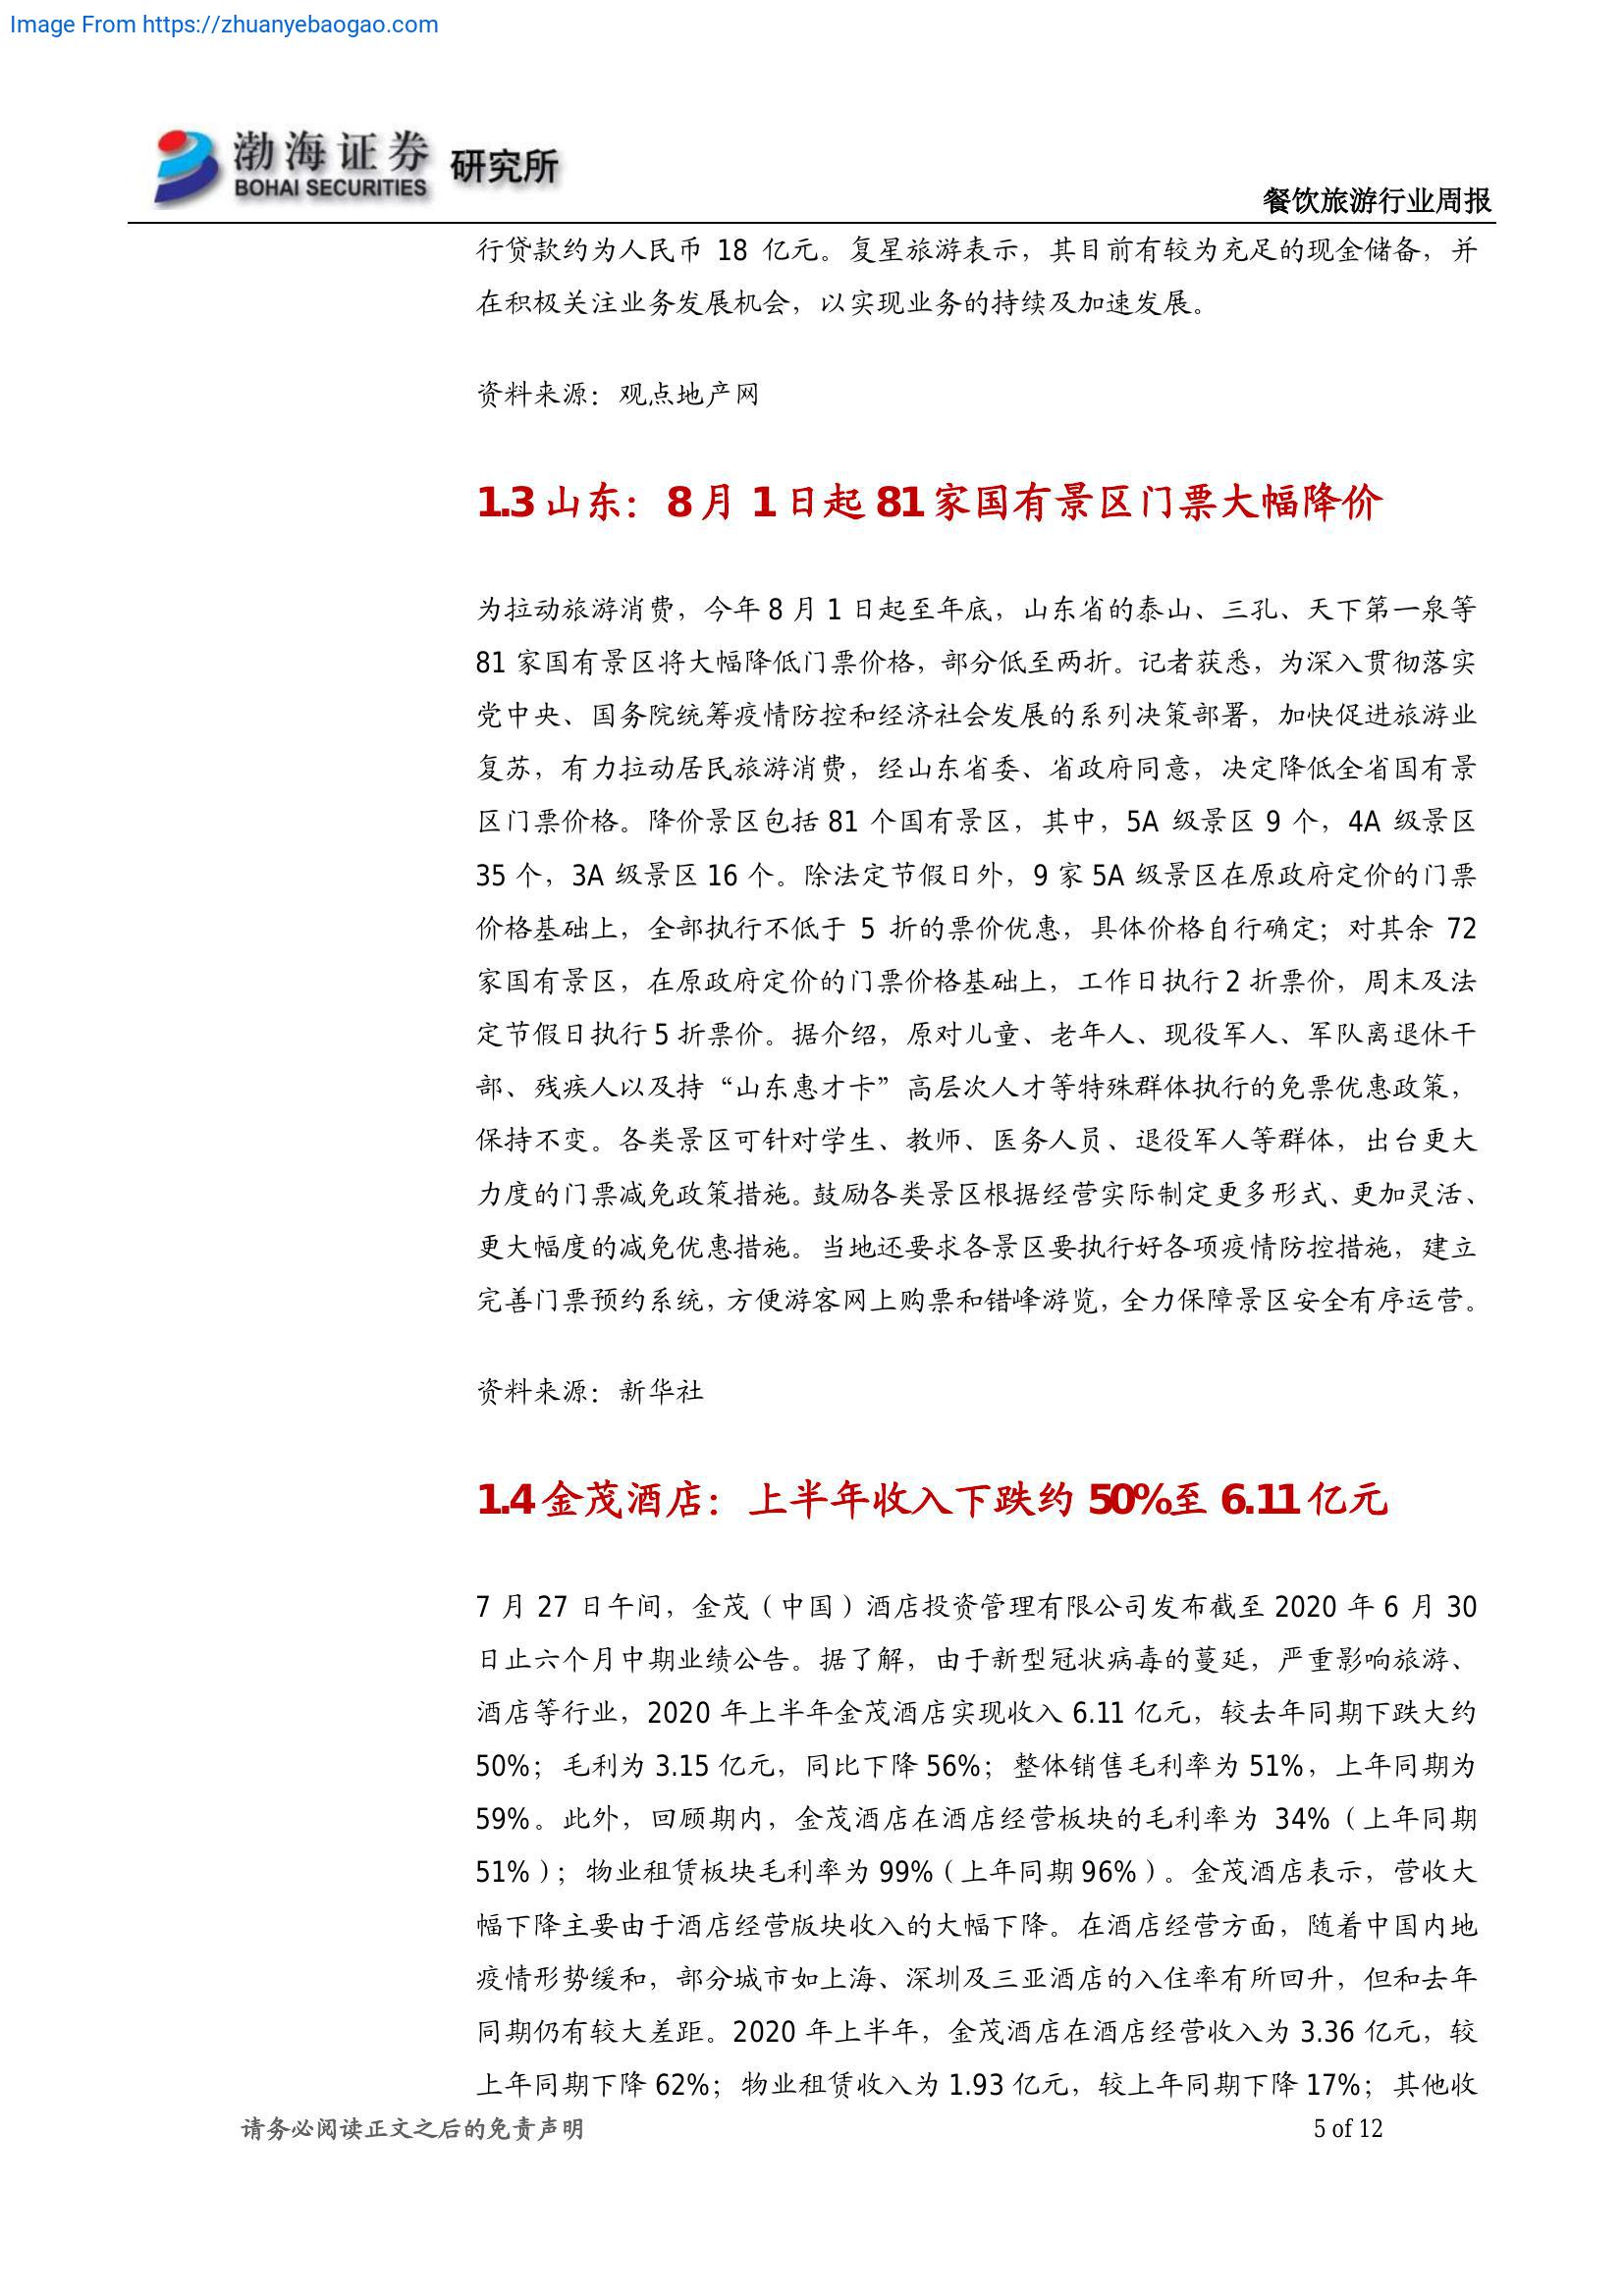 Image From https://zhuanyebaogao.com
渤海证券 研究所
BOHAI SECURITIES
餐饮旅游行业周报
行贷款约为人民币 18 亿元。复星旅游表示，其目前有较为充足的现金储备，并
在积极关注业务发展机会，以实现业务的持续及加速发展。
资料来源：观点地产网
1.3 山东：8 月 1 日起 81 家国有景区门票大幅降价
为拉动旅游消费，今年 8 月 1 日起至年底，山东省的泰山、三孔、天下第一泉等
81 家国有景区将大幅降低门票价格，部分低至两折。记者获悉，为深入贯彻落实
党中央、国务院统筹疫情防控和经济社会发展的系列决策部署，加快促进旅游业
复苏，有力拉动居民旅游消费，经山东省委、省政府同意，决定降低全省国有景
区门票价格。降价景区包括 81 个国有景区，其中，5A 级景区 9 个，4A 级景区
35 个，3A 级景区 16 个。除法定节假日外，9 家 5A 级景区在原政府定价的门票
价格基础上，全部执行不低于 5 折的票价优惠，具体价格自行确定；对其余 72
家国有景区，在原政府定价的门票价格基础上，工作日执行 2 折票价，周末及法
定节假日执行 5 折票价。据介绍，原对儿童、老年人、现役军人、军队离退休干
部、残疾人以及持“山东惠才卡”高层次人才等特殊群体执行的免票优惠政策，
保持不变。各类景区可针对学生、教师、医务人员、退役军人等群体，出台更大
力度的门票减免政策措施。鼓励各类景区根据经营实际制定更多形式、更加灵活、
更大幅度的减免优惠措施。当地还要求各景区要执行好各项疫情防控措施，建立
完善门票预约系统，方便游客网上购票和错峰游览，全力保障景区安全有序运营。
资料来源：新华社
1.4 金茂酒店：上半年收入下跌约 50%至 6.11 亿元
7 月 27 日午间，金茂（中国）酒店投资管理有限公司发布截至 2020 年 6 月 30
日止六个月中期业绩公告。据了解，由于新型冠状病毒的蔓延，严重影响旅游、
酒店等行业，2020 年上半年金茂酒店实现收入 6.11 亿元，较去年同期下跌大约
50%；毛利为 3.15 亿元，同比下降 56%；整体销售毛利率为 51%，上年同期为
59%。此外，回顾期内，金茂酒店在酒店经营板块的毛利率为 34%（上年同期
51%）；物业租赁板块毛利率为 99%（上年同期 96%）。金茂酒店表示，营收大
幅下降主要由于酒店经营版块收入的大幅下降。在酒店经营方面，随着中国内地
疫情形势缓和，部分城市如上海、深圳及三亚酒店的入住率有所回升，但和去年
同期仍有较大差距。2020 年上半年，金茂酒店在酒店经营收入为 3.36 亿元，较
上年同期下降 62%；物业租赁收入为 1.93 亿元，较上年同期下降 17%；其他收
请务必阅读正文之后的免责声明
5 of 12